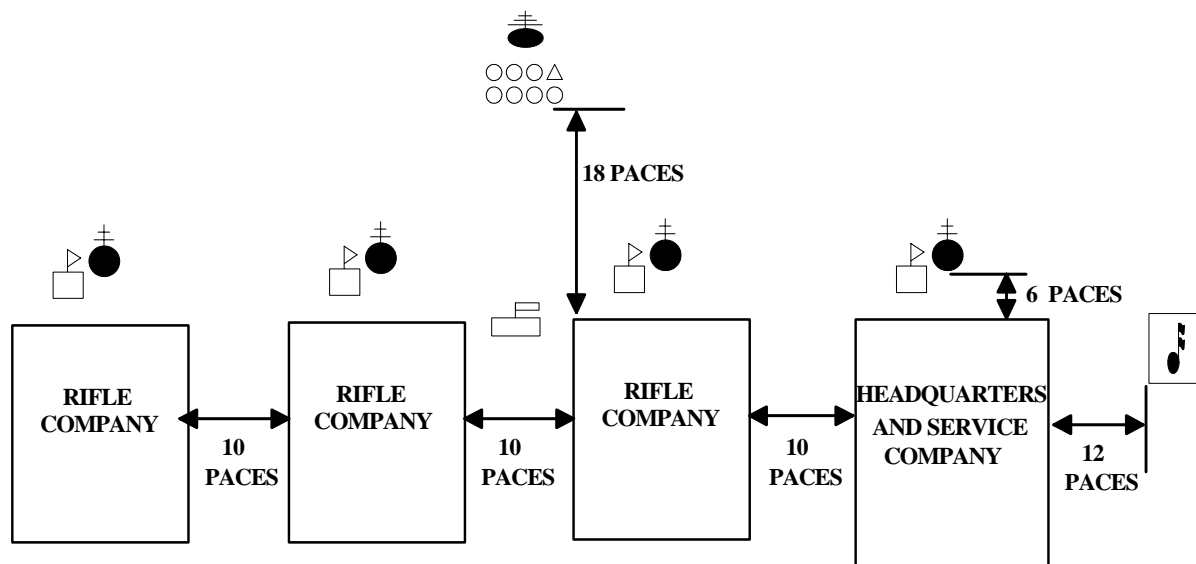 18 PACES
6 PACES
RIFLE
COMPANY
RIFLE
COMPANY
RIFLE
COMPANY
HEADQUARTERS
AND SERVICE
COMPANY
10
PACES
10
PACES
10
PACES
12
PACES